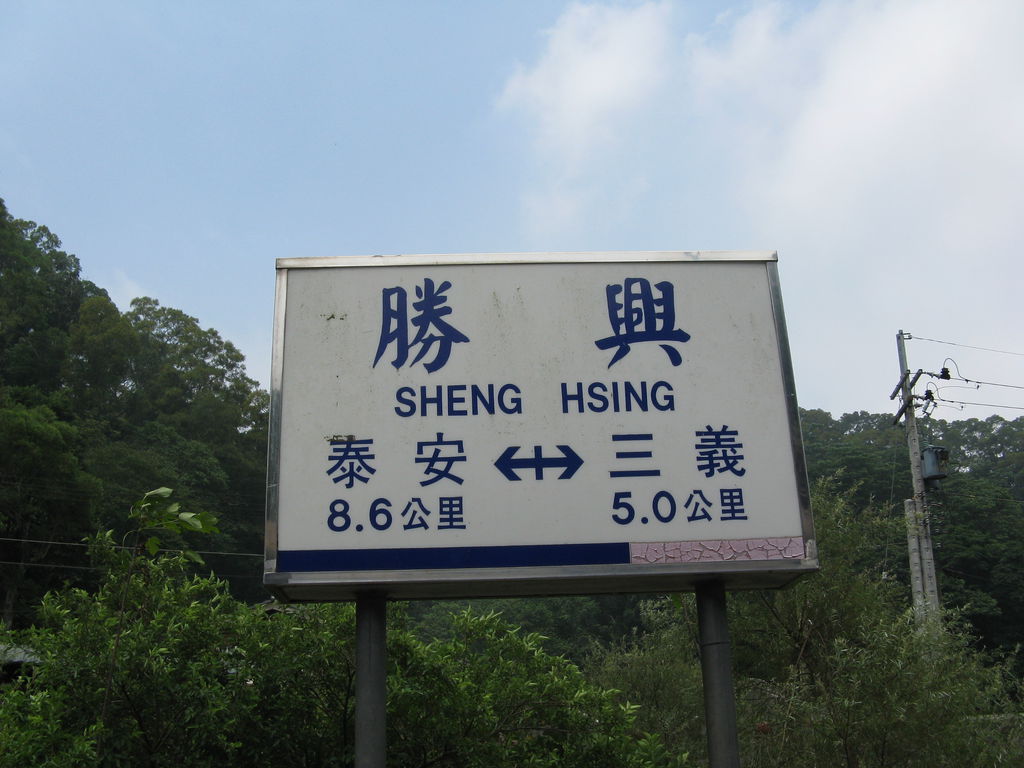 勝 興
SHENG HSING
泰 安 ↔ 三 義
8.6公里 5.0公里